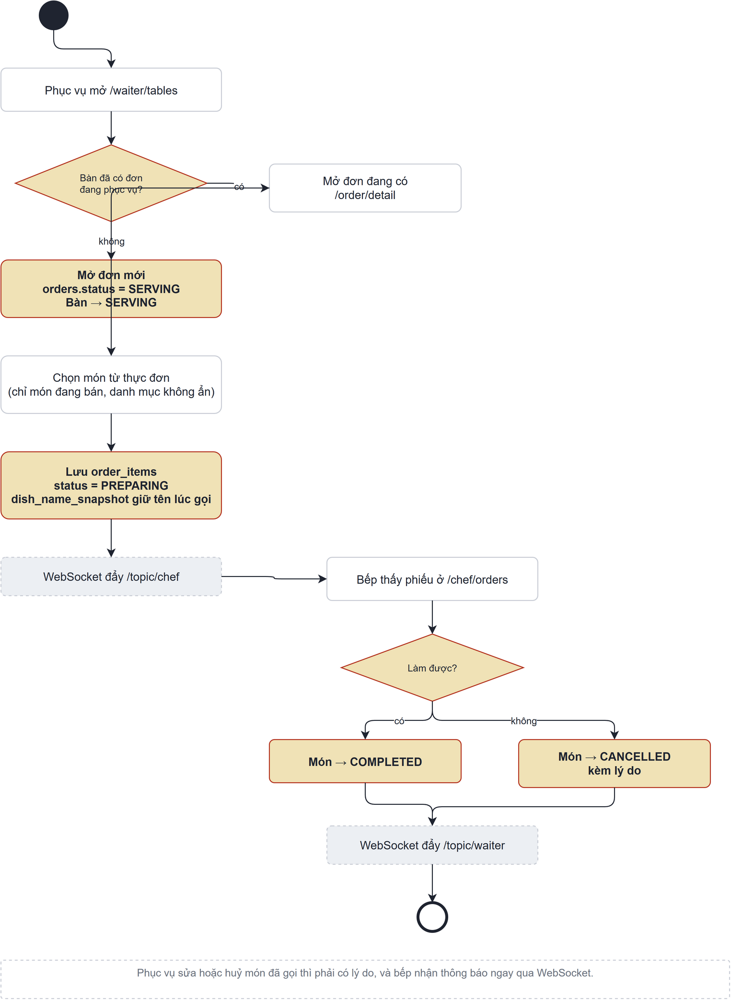 Phục vụ mở /waiter/tables
Bàn đã có đơn
đang phục vụ?
có
Mở đơn đang có
/order/detail
không
Mở đơn mới
orders.status = SERVING
Bàn → SERVING
Chọn món từ thực đơn
(chỉ món đang bán, danh mục không ẩn)
Lưu order_items
status = PREPARING
dish_name_snapshot giữ tên lúc gọi
WebSocket đẩy /topic/chef
Bếp thấy phiếu ở /chef/orders
Làm được?
có
không
Món → COMPLETED
Món → CANCELLED
kèm lý do
WebSocket đẩy /topic/waiter
Phục vụ sửa hoặc huỷ món đã gọi thì phải có lý do, và bếp nhận thông báo ngay qua WebSocket.